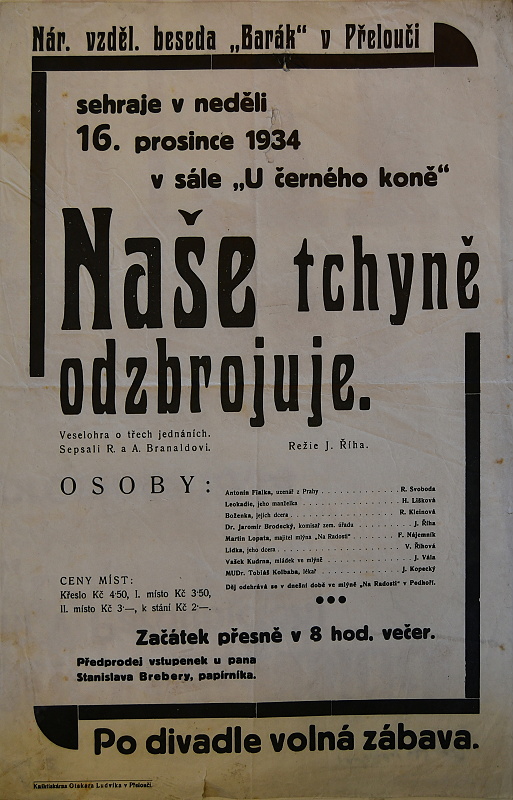 Nár. vzděl. beseda „Barák“ v Přelouči
sehraje v neděli
16. prosince 1934
v sále „U černého koně“
Naše tchyně
odzbrojuje.
Veselohra o třech jednáních.
Sepsali R. a A. Branaldovi.
Režie J. Říha.
OSOBY:
Antonín Fialka, uzenář z Prahy . . . R. Svoboda
Leokadie, jeho manželka . . . H. Lišková
Boženka, jejich dcera . . . R. Kleinová
Dr. Jaromír Brodecký, komisař zem. úřadu . . . J. Říha
Martin Lopata, majitel mlýna „Na Radosti“ . . . F. Nájemník
Lidka, jeho dcera . . . V. Říhová
Vašek Kudrna, mládek ve mlýně . . . J. Vála
MUDr. Tobiáš Kolbaba, lékař . . . J. Kopecký
Děj odehrává se v dnešní době ve mlýně „Na Radosti“ v Podhoří.
CENY MÍST:
Křeslo Kč 4·50, I. místo Kč 3·50,
II. místo Kč 3·—, k stání Kč 2·—.
Začátek přesně v 8 hod. večer.
Předprodej vstupenek u pana
Stanislava Brebery, papírníka.
Po divadle volná zábava.
Knihtiskárna Otakara Ludvíka v Přelouči.